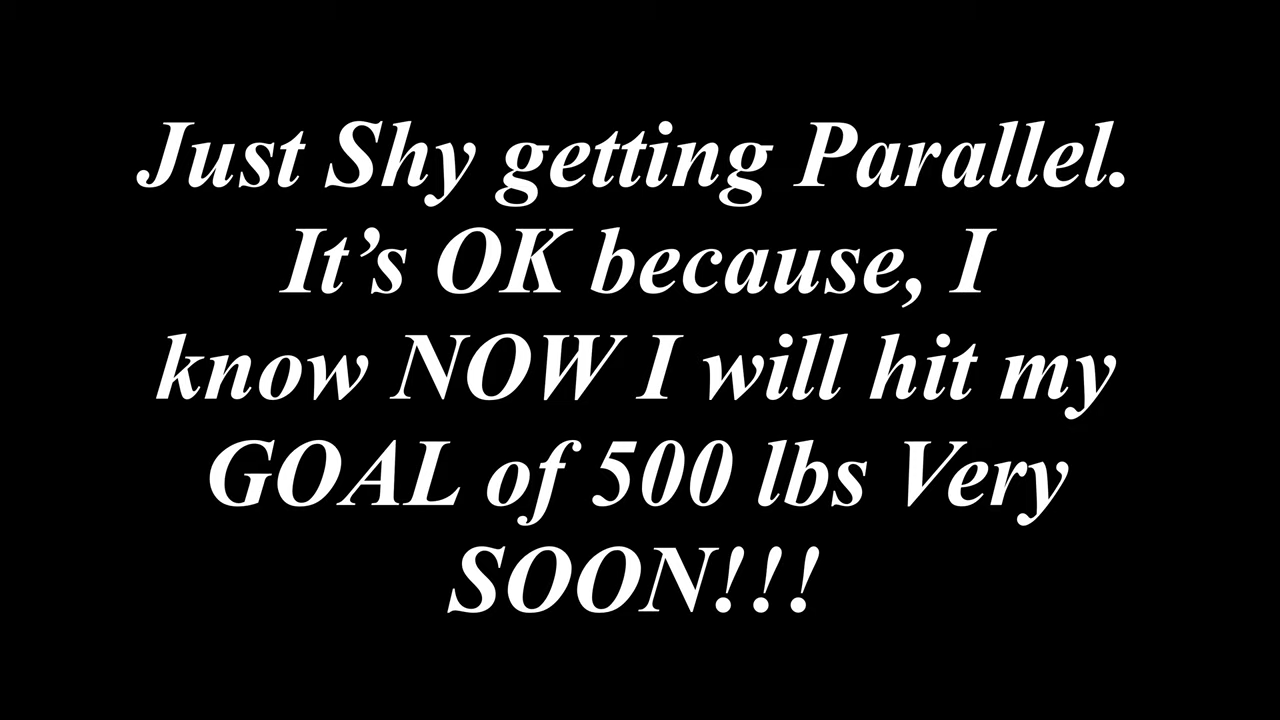 Just Shy getting Parallel.
It’s OK because, I
know NOW I will hit my
GOAL of 500 lbs Very
SOON!!!